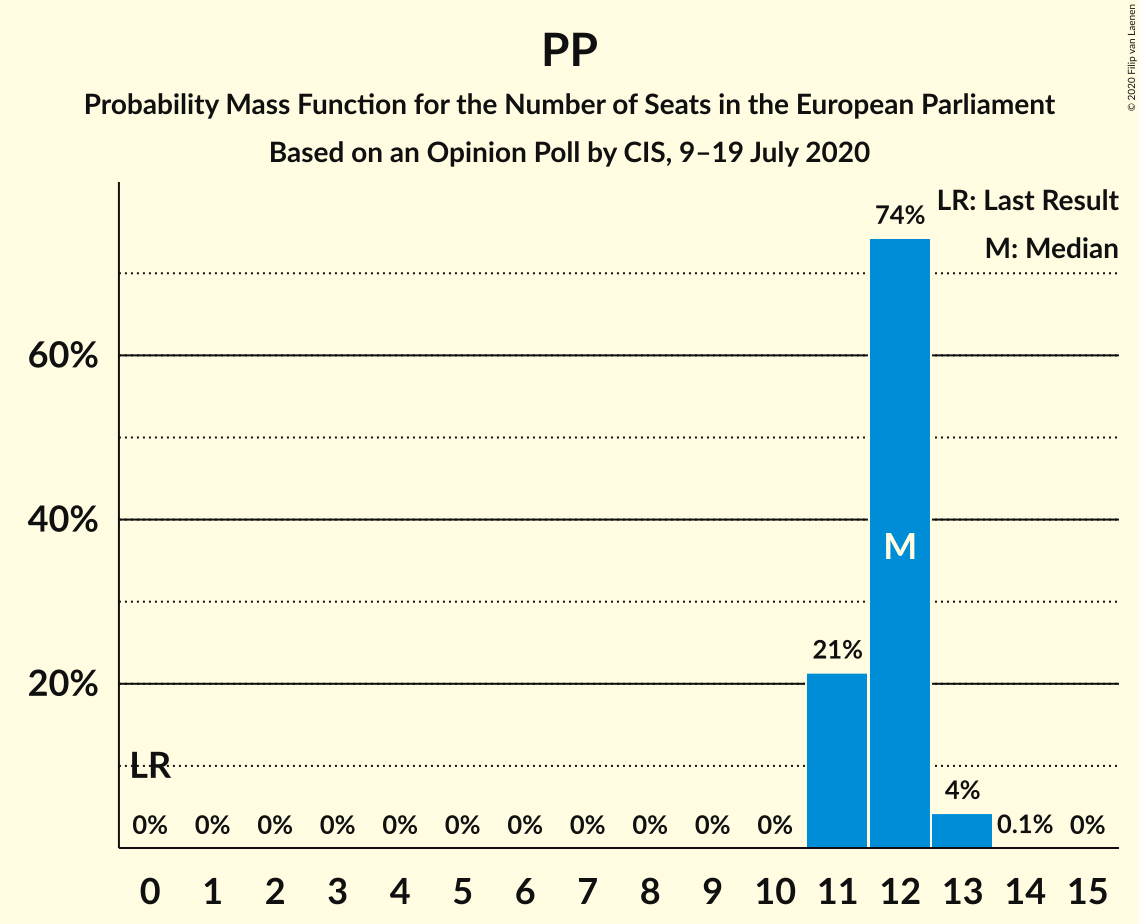 PP
Probability Mass Function for the Number of Seats in the European Parliament
Based on an Opinion Poll by CIS, 9–19 July 2020
© 2020 Filip van Laenen
LR: Last Result
M: Median
74%
60%
40%
M
21%
20%
LR
4%
0% 0% 0% 0% 0% 0% 0% 0% 0% 0% 0% 0.1% 0%
0 1 2 3 4 5 6 7 8 9 10 11 12 13 14 15